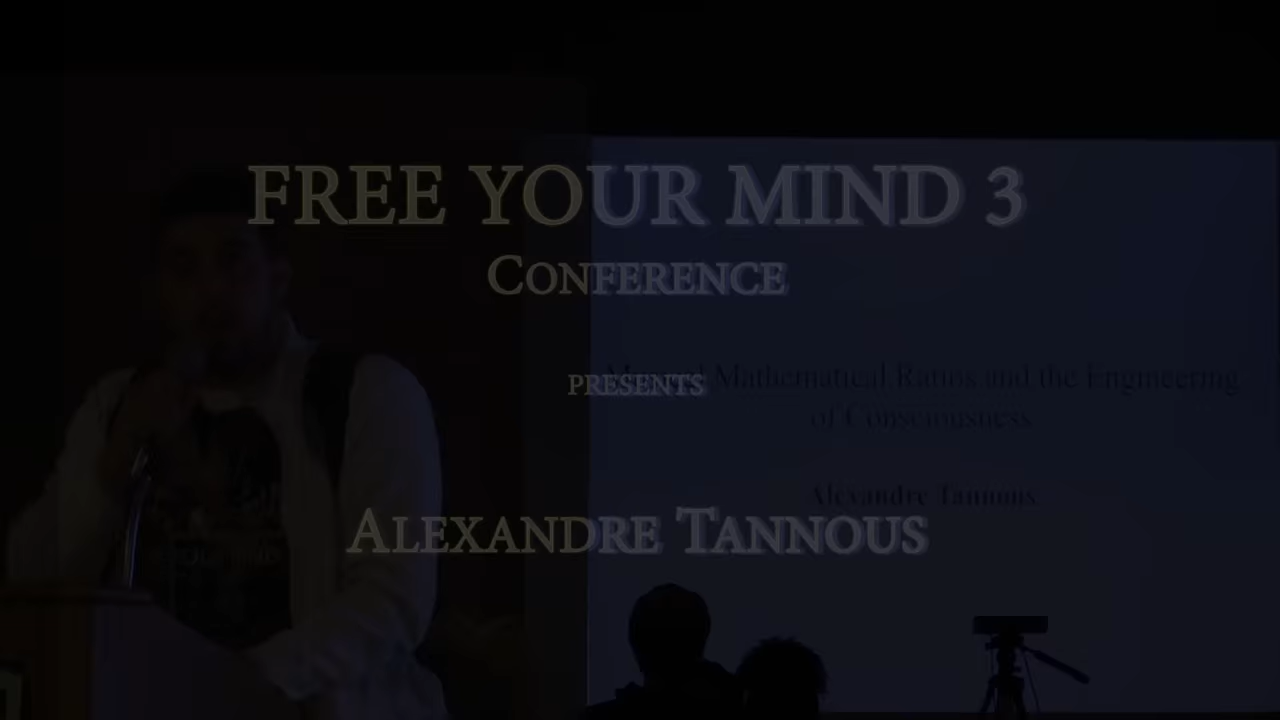 FREE YOUR MIND 3
CONFERENCE
PRESENTS
Mathematical Ratios and the Engineering
of Consciousness
Alexandre Tannous
ALEXANDRE TANNOUS